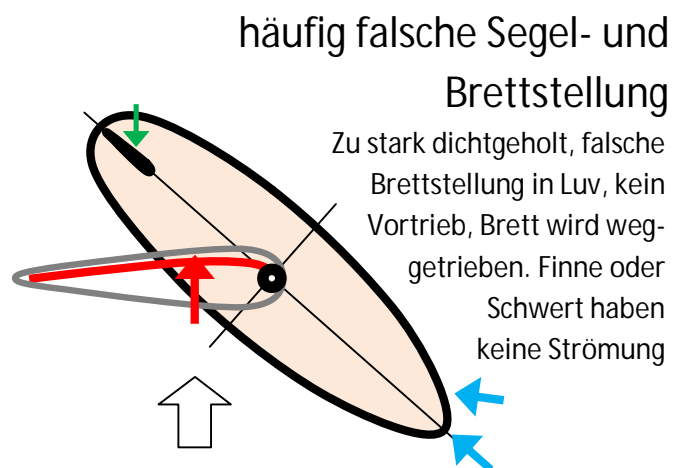 häufig falsche Segel- und
Brettstellung
Zu stark dichtgeholt, falsche
Brettstellung in Luv, kein
Vortrieb, Brett wird weg-
getrieben. Finne oder
Schwert haben
keine Strömung